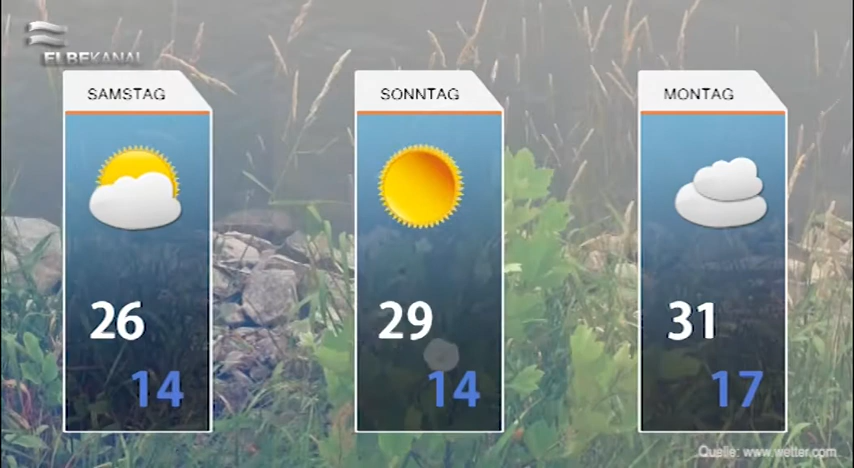 ELBEKANAL
SAMSTAG
SONNTAG
MONTAG
26
29
31
14
14
17
Quelle: www.wetter.com